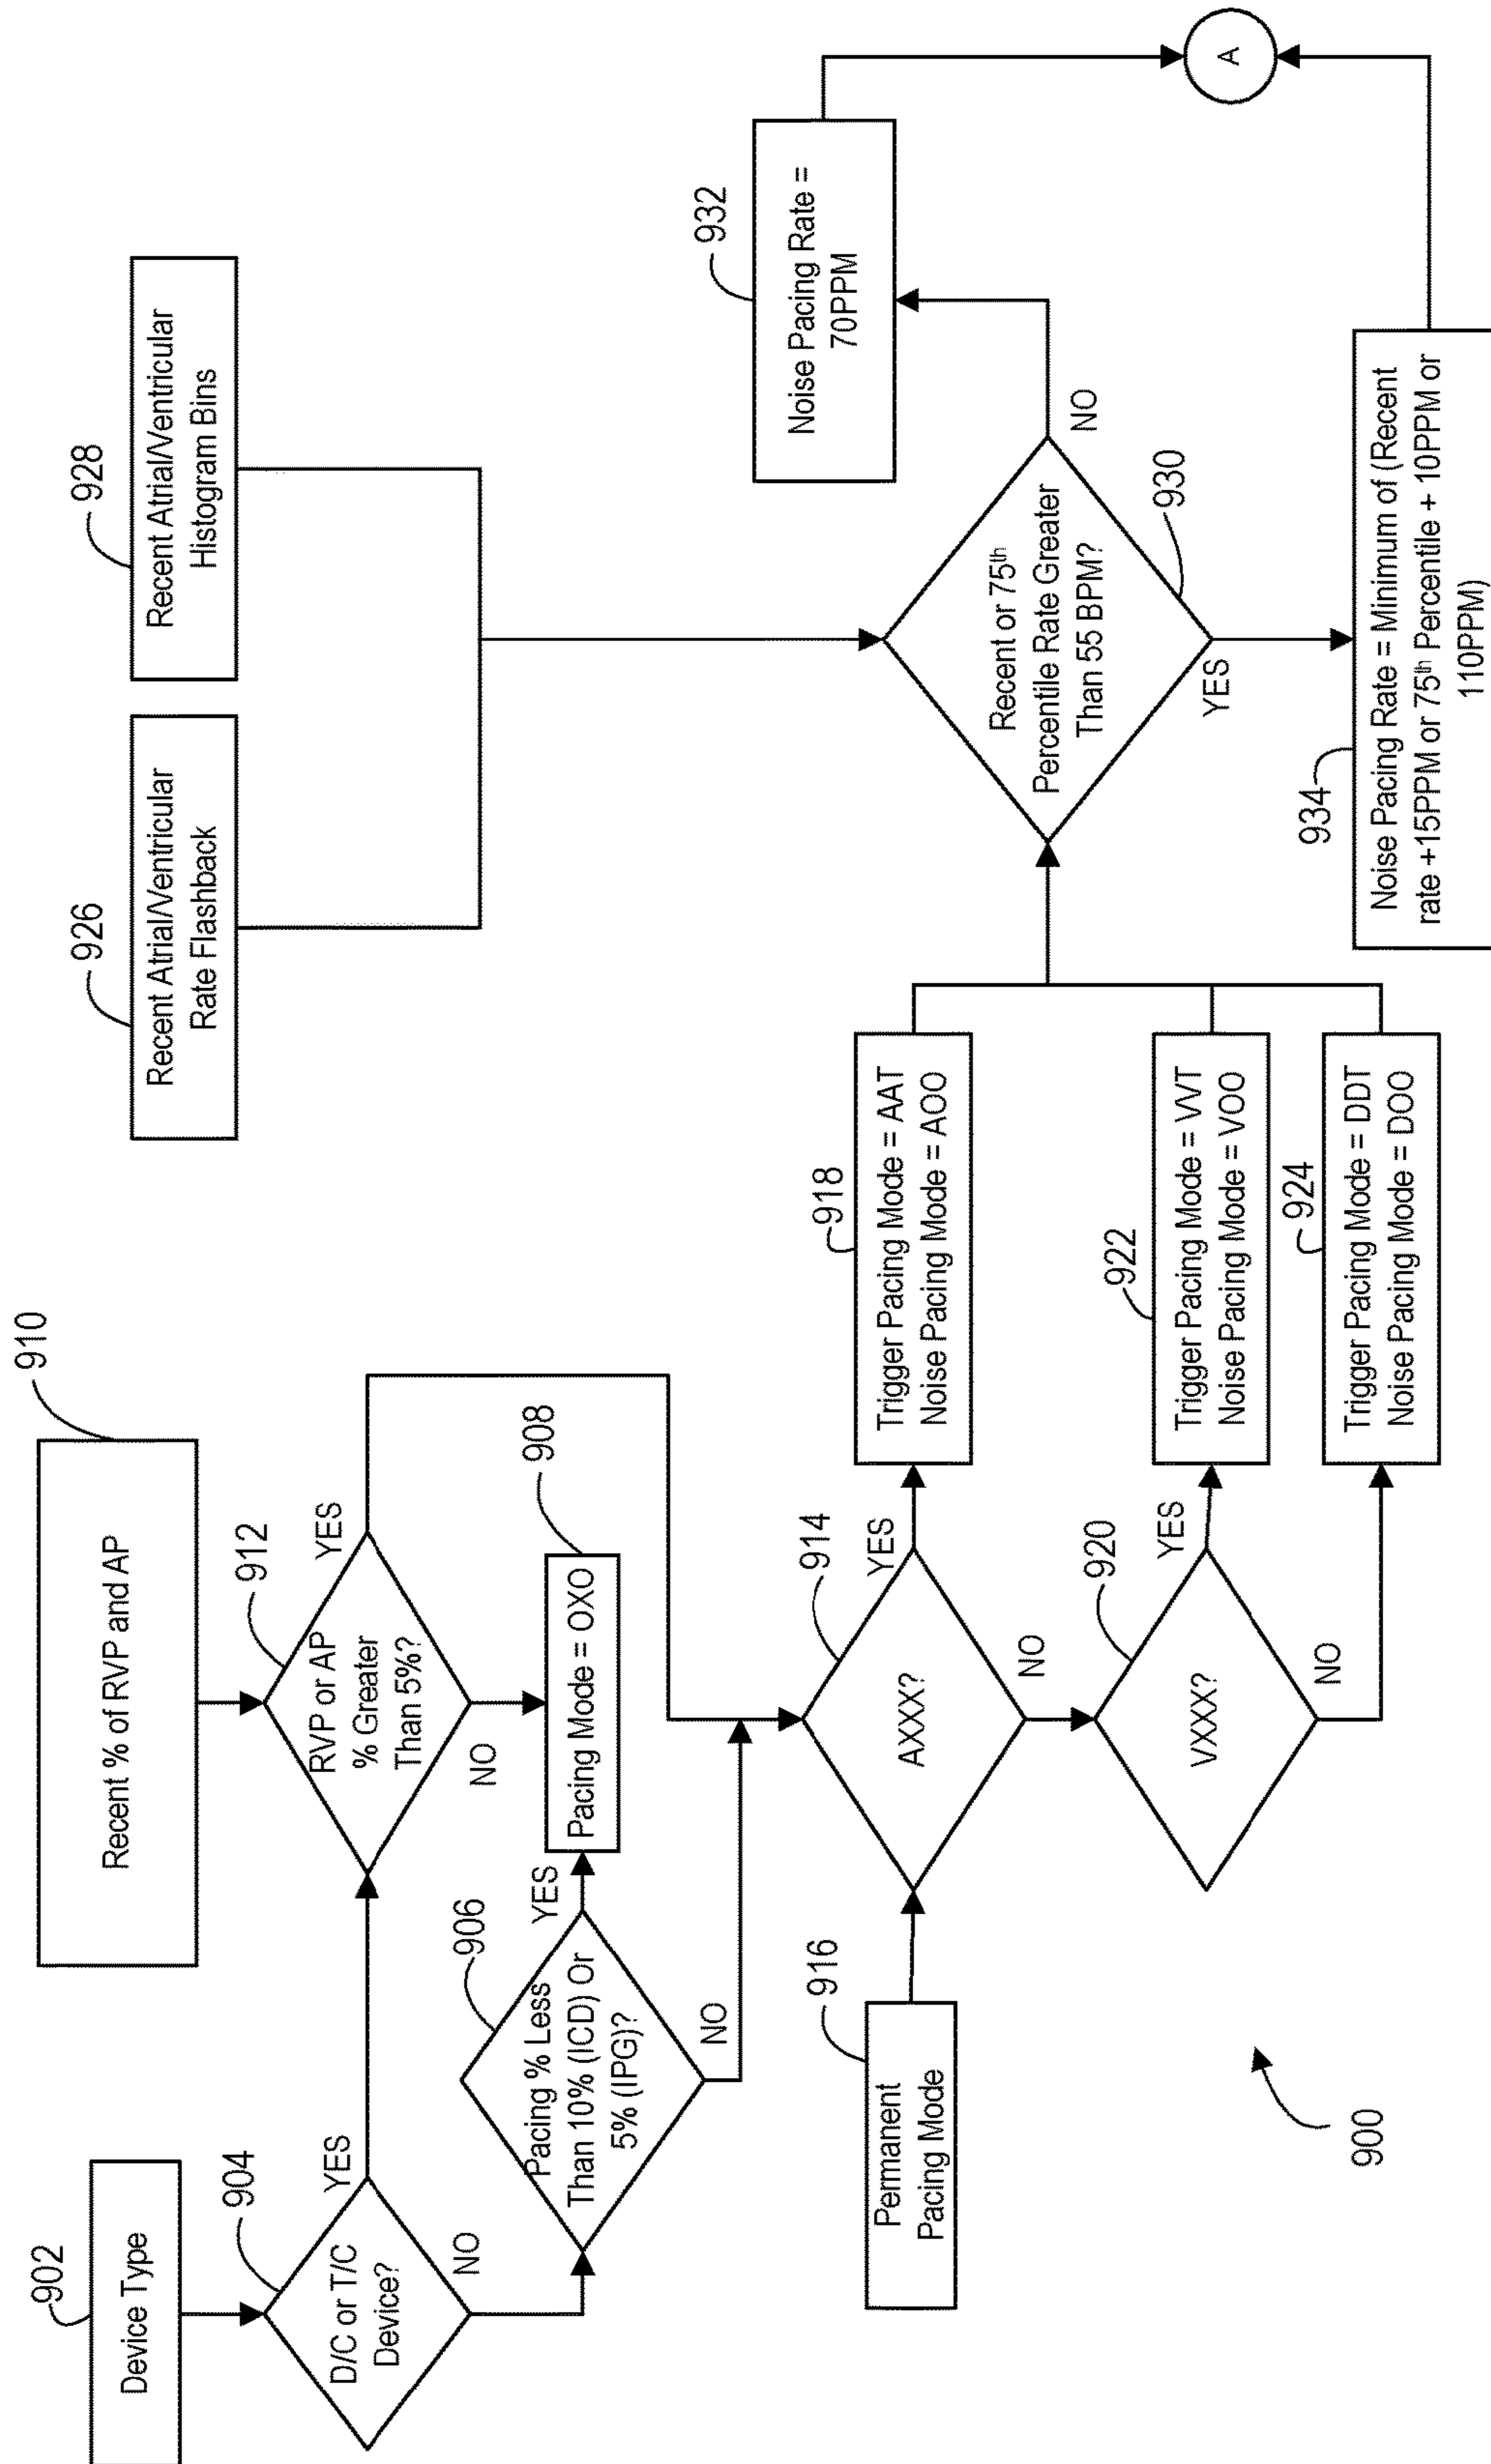 902
Device Type
904
D/C or T/C
Device?
YES
NO
910
Recent % of RVP and AP
912
RVP or AP
% Greater
Than 5%?
YES
NO
906
Pacing % Less
Than 10% (ICD) Or
5% (IPG)?
YES
NO
908
Pacing Mode = OXO
916
Permanent
Pacing Mode
914
AXXX?
YES
NO
920
VXXX?
YES
NO
918
Trigger Pacing Mode = AAT
Noise Pacing Mode = AOO
922
Trigger Pacing Mode = VVT
Noise Pacing Mode = VOO
924
Trigger Pacing Mode = DDT
Noise Pacing Mode = DOO
926
Recent Atrial/Ventricular
Rate Flashback
928
Recent Atrial/Ventricular
Histogram Bins
930
Recent or 75th
Percentile Rate Greater
Than 55 BPM?
NO
YES
932
Noise Pacing Rate =
70PPM
934
Noise Pacing Rate = Minimum of (Recent
rate +15PPM or 75th Percentile + 10PPM or
110PPM)
A
900